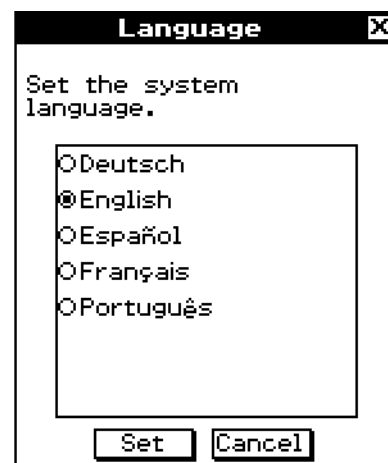 Language
Set the system
language.
Deutsch
English
Español
Français
Português
Set
Cancel